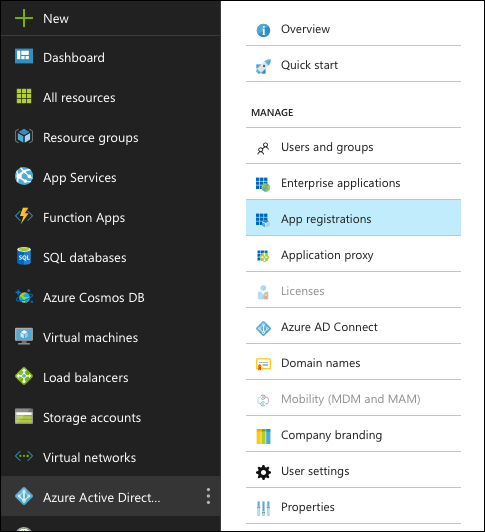 New
Dashboard
All resources
Resource groups
App Services
Function Apps
SQL databases
Azure Cosmos DB
Virtual machines
Load balancers
Storage accounts
Virtual networks
Azure Active Direct...
Overview
Quick start
MANAGE
Users and groups
Enterprise applications
App registrations
Application proxy
Licenses
Azure AD Connect
Domain names
Mobility (MDM and MAM)
Company branding
User settings
Properties